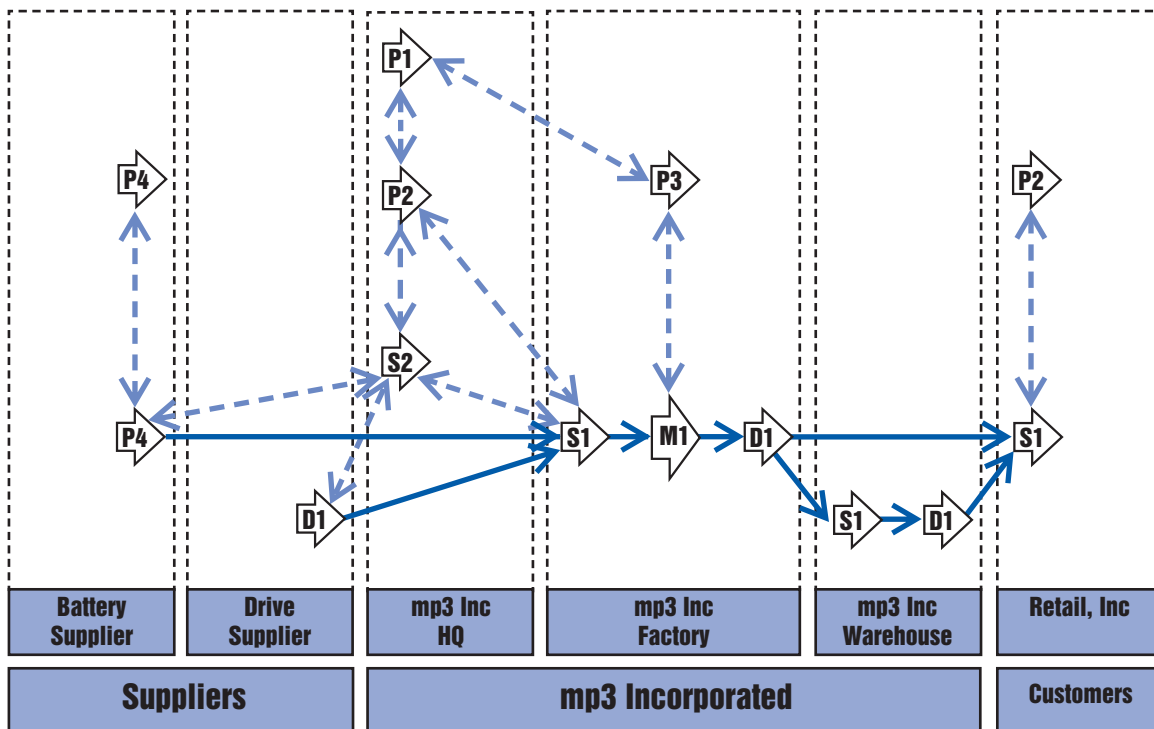 P1
P4
P3
P2
P2
S2
P4
S1
M1
D1
S1
D1
S1
D1
Battery
Supplier
Drive
Supplier
mp3 Inc
HQ
mp3 Inc
Factory
mp3 Inc
Warehouse
Retail, Inc
Suppliers
mp3 Incorporated
Customers